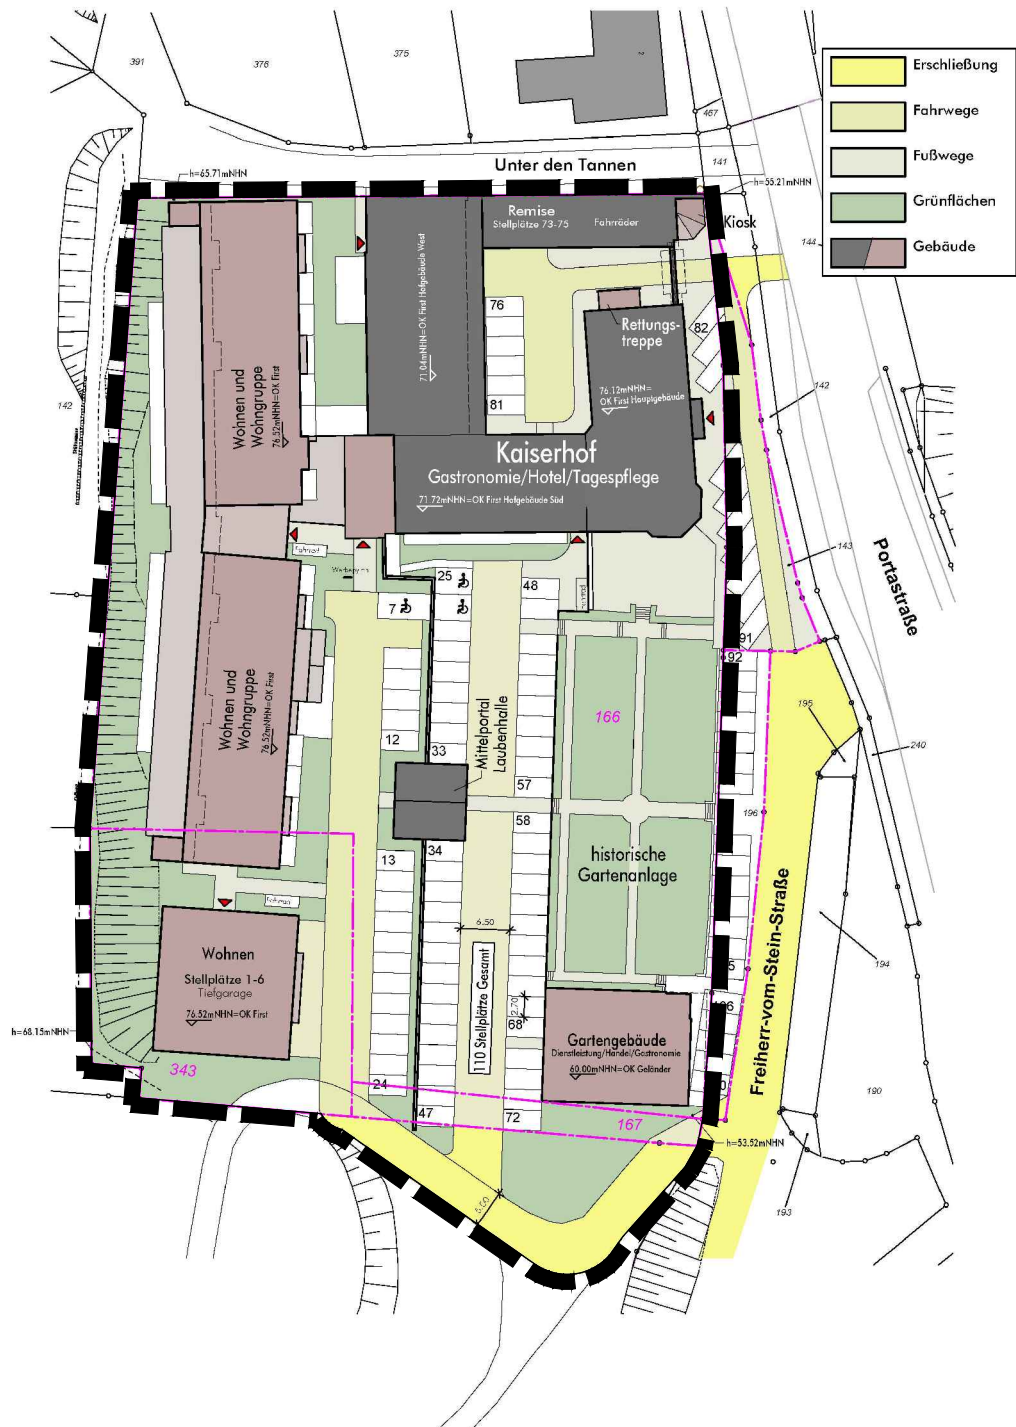 391
376
375
467
141
Erschließung
Fahrwege
Fußwege
Grünflächen
Gebäude
Unter den Tannen
h=65.71mNHN
h=55.21mNHN
Remise
Stellplätze 73-75
Fahrräder
Kiosk
144
76
81
82
Rettungs-
treppe
71.04mNHN=OK First Hofgebäude West
76.12mNHN=
OK First Hauptgebäude
Wohnen und
Wohngruppe
76.52mNHN=OK First
142
142
Kaiserhof
Gastronomie/Hotel/Tagespflege
71.72mNHN=OK First Hofgebäude Süd
143
Portastraße
25
48
7
91
92
Wohnen und
Wohngruppe
76.52mNHN=OK First
166
195
240
12
33
Mittelportal
Laubenhalle
57
58
196
13
34
historische
Gartenanlage
6.50
110 Stellplätze Gesamt
2.70
68
Wohnen
Stellplätze 1-6
Tiefgarage
76.52mNHN=OK First
194
Freiherr-vom-Stein-Straße
h=68.15mNHN
Gartengebäude
Dienstleistung/Handel/Gastronomie
60.00mNHN=OK Geländer
343
24
47
72
167
190
h=53.52mNHN
193
5.50